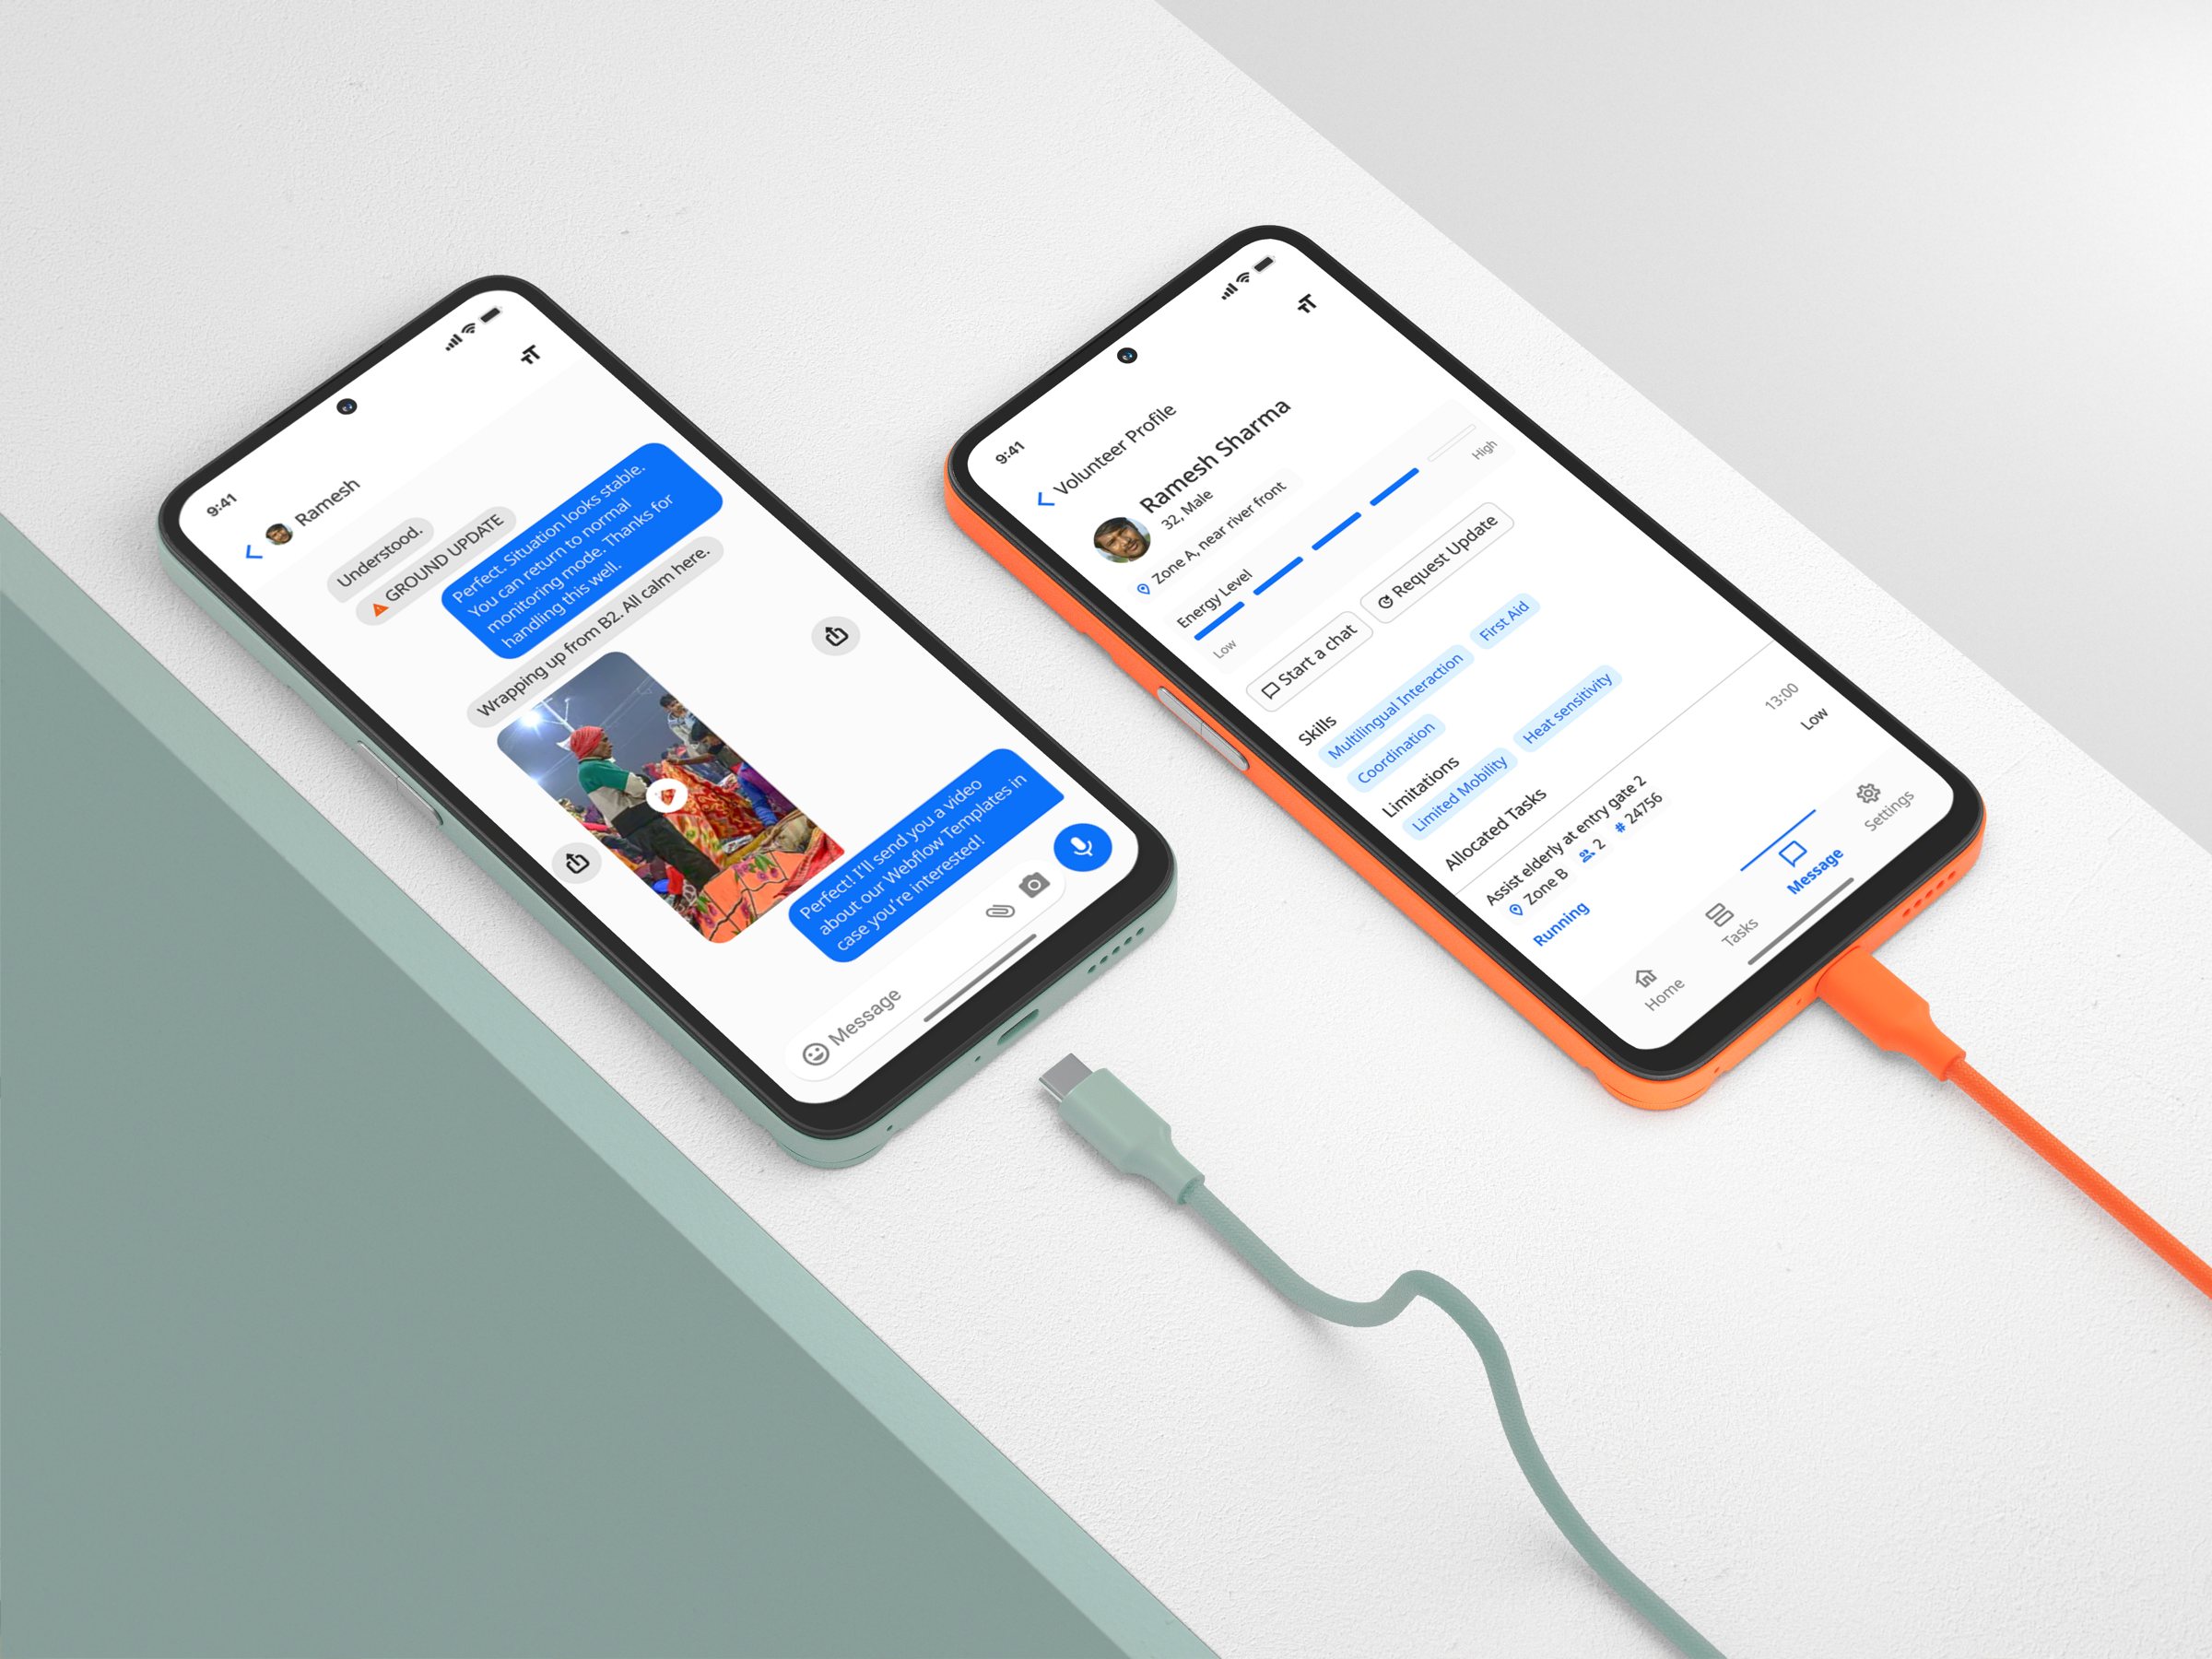 9:41
Ramesh
Understood.
GROUND UPDATE
Perfect. Situation looks stable.
You can return to normal
monitoring mode. Thanks for
handling this well.
Wrapping up from B2. All calm here.
Perfect! I'll send you a video
about our Webflow Templates in
case you're interested!
Message
9:41
Volunteer Profile
Ramesh Sharma
32, Male
Zone A, near river front
Energy Level
Low
High
Start a chat
Request Update
Skills
Multilingual Interaction
First Aid
Coordination
Limitations
Limited Mobility
Heat sensitivity
Allocated Tasks
Assist elderly at entry gate 2
13:00
Zone B
2
# 24756
Low
Running
Home
Tasks
Message
Settings